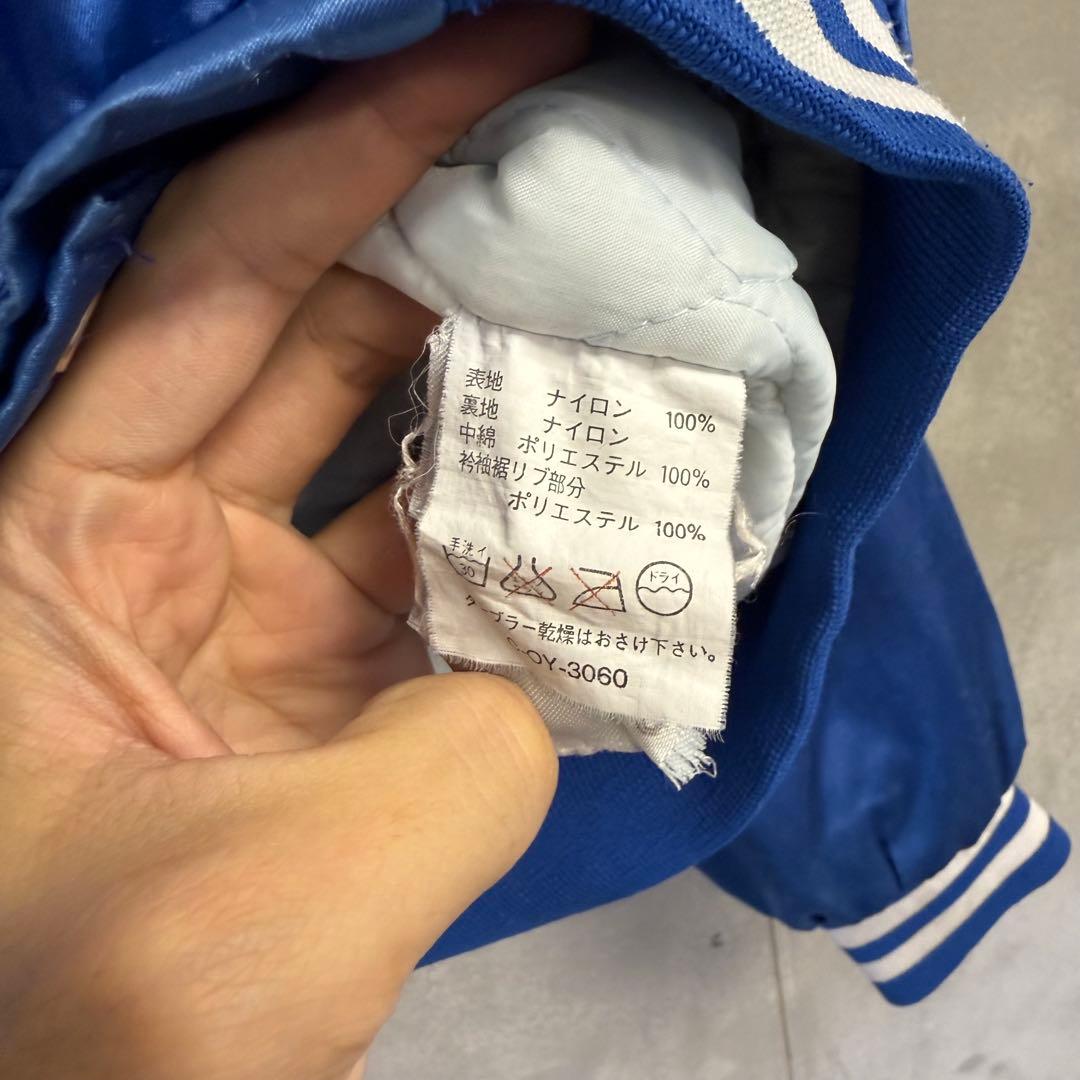 表地 ナイロン 100%
裏地 ナイロン
中綿 ポリエステル 100%
衿袖裾リブ部分
ポリエステル 100%
手洗イ
30
ドライ
タンブラー乾燥はおさけ下さい。
OY-3060